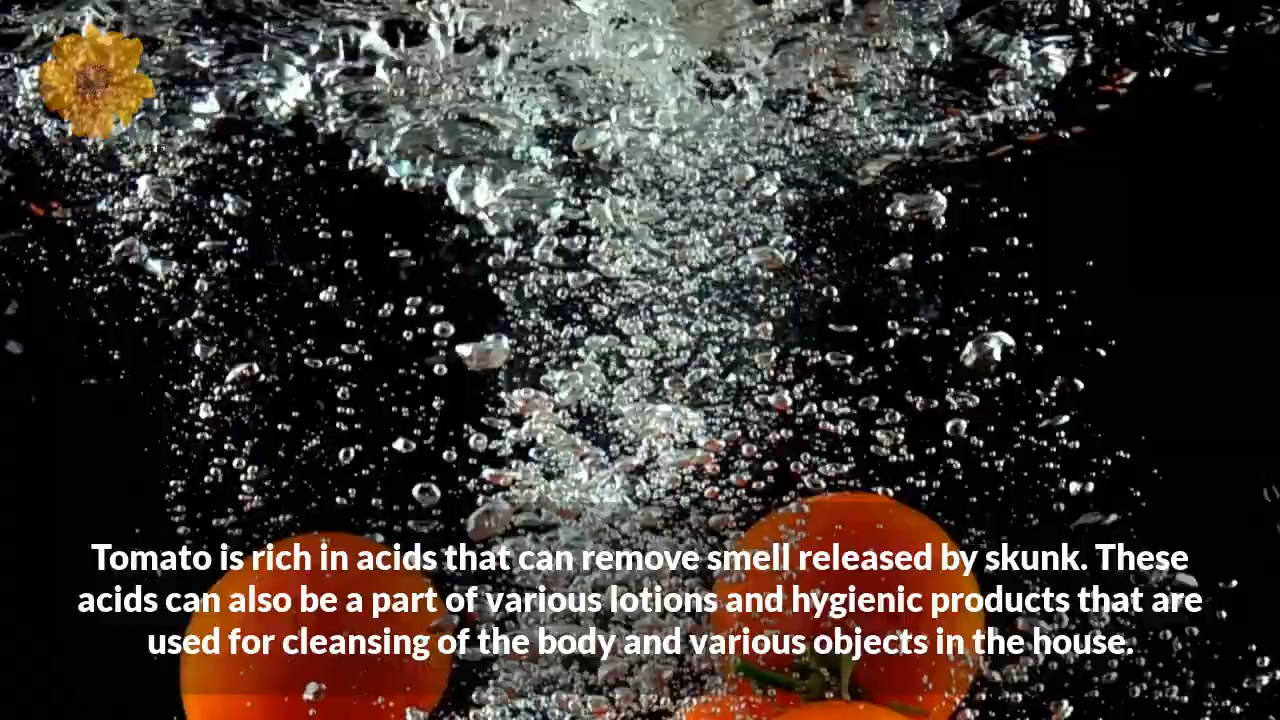 Tomato is rich in acids that can remove smell released by skunk. These
acids can also be a part of various lotions and hygienic products that are
used for cleansing of the body and various objects in the house.